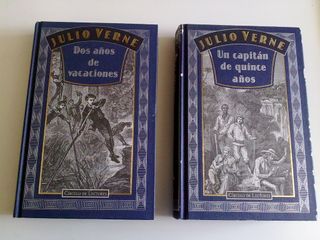 JULIO VERNE
Dos años de
vacaciones
CÍRCULO DE LECTORES
JULIO VERNE
Un capitán
de quince
años
CÍRCULO DE LECTORES